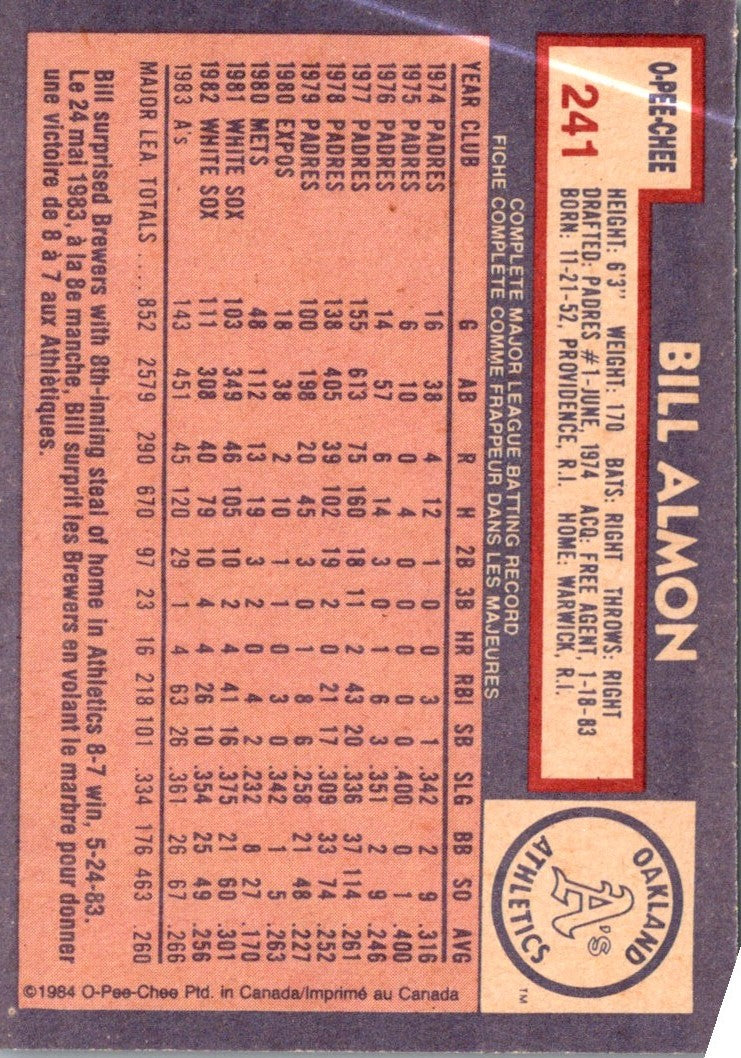 O-PEE-CHEE
241
BILL ALMON
HEIGHT: 6'3" WEIGHT: 170 BATS: RIGHT THROWS: RIGHT
DRAFTED: PADRES #1-JUNE, 1974 ACQ: FREE AGENT, 1-18-83
BORN: 11-21-52, PROVIDENCE, R.I. HOME: WARWICK, R.I.
OAKLAND
A's
ATHLETICS
TM
COMPLETE MAJOR LEAGUE BATTING RECORD
FICHE COMPLÈTE COMME FRAPPEUR DANS LES MAJEURES
YEAR CLUB G AB R H 2B 3B HR RBI SB SLG BB SO AVG
1974 PADRES 16 38 4 12 1 0 0 3 1 .342 2 9 .316
1975 PADRES 6 10 0 4 0 0 0 0 0 .400 0 1 .400
1976 PADRES 14 57 6 14 3 0 1 6 3 .351 2 9 .246
1977 PADRES 155 613 75 160 18 11 2 43 20 .336 37 114 .261
1978 PADRES 138 405 39 102 19 2 0 21 17 .309 33 74 .252
1979 PADRES 100 198 20 45 3 0 1 8 6 .258 21 48 .227
1980 EXPOS 18 38 2 10 1 1 0 3 0 .342 1 5 .263
1980 METS 48 112 13 19 3 2 0 4 2 .232 8 27 .170
1981 WHITE SOX 103 349 46 105 10 2 4 41 16 .375 21 60 .301
1982 WHITE SOX 111 308 40 79 10 4 4 26 10 .354 25 49 .256
1983 A's 143 451 45 120 29 1 4 63 26 .361 26 67 .266
MAJOR LEA TOTALS .... 852 2579 290 670 97 23 16 218 101 .334 176 463 .260
Bill surprised Brewers with 8th-inning steal of home in Athletics 8-7 win, 5-24-83.
Le 24 mai 1983, à la 8e manche, Bill surprit les Brewers en volant le marbre pour donner
une victoire de 8 à 7 aux Athlétiques.
©1984 O-Pee-Chee Ptd. in Canada/Imprimé au Canada